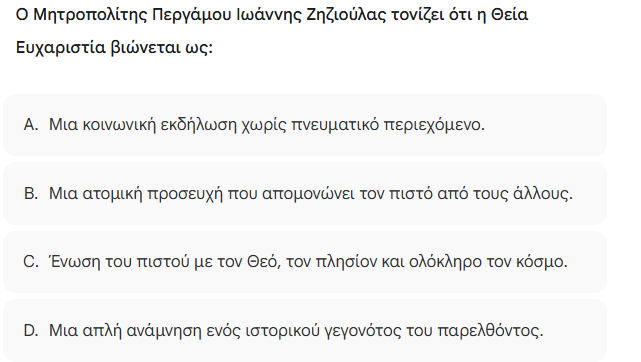 Ο Μητροπολίτης Περγάμου Ιωάννης Ζηζιούλας τονίζει ότι η Θεία
Ευχαριστία βιώνεται ως:
A. Μια κοινωνική εκδήλωση χωρίς πνευματικό περιεχόμενο.
B. Μια ατομική προσευχή που απομονώνει τον πιστό από τους άλλους.
C. Ένωση του πιστού με τον Θεό, τον πλησίον και ολόκληρο τον κόσμο.
D. Μια απλή ανάμνηση ενός ιστορικού γεγονότος του παρελθόντος.